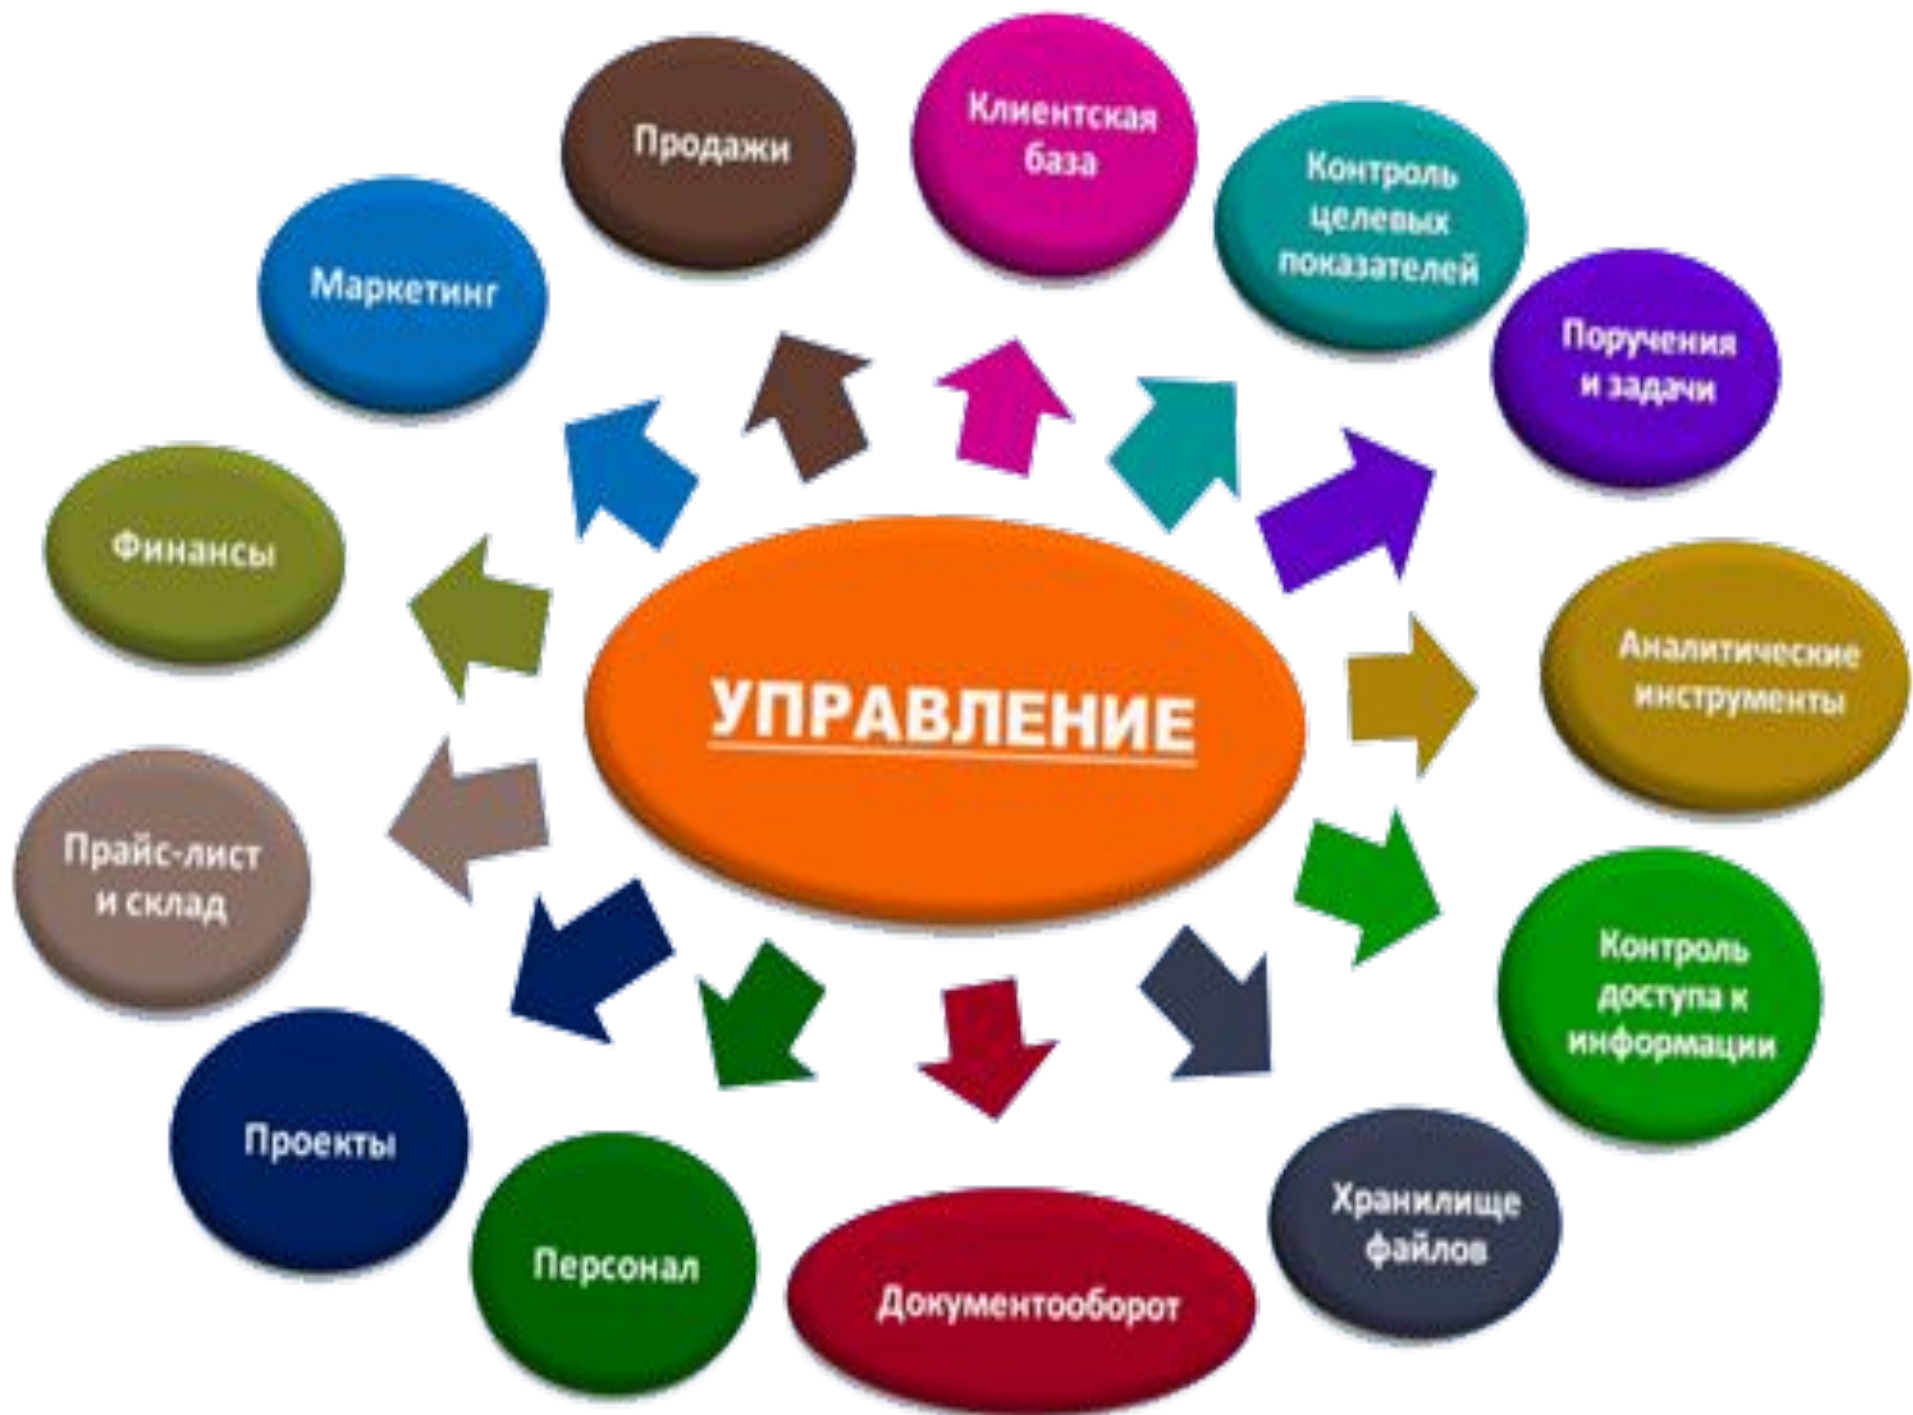 Продажи
Клиентская
база
Контроль
целевых
показателей
Маркетинг
Поручения
и задачи
Финансы
Аналитические
инструменты
УПРАВЛЕНИЕ
Прайс-лист
и склад
Контроль
доступа к
информации
Проекты
Персонал
Документооборот
Хранилище
файлов